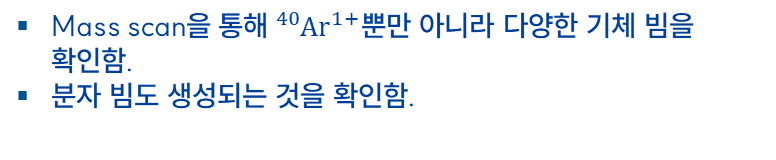 ▪ Mass scan을 통해 ⁴⁰Ar¹⁺뿐만 아니라 다양한 기체 빔을
확인함.
▪ 분자 빔도 생성되는 것을 확인함.